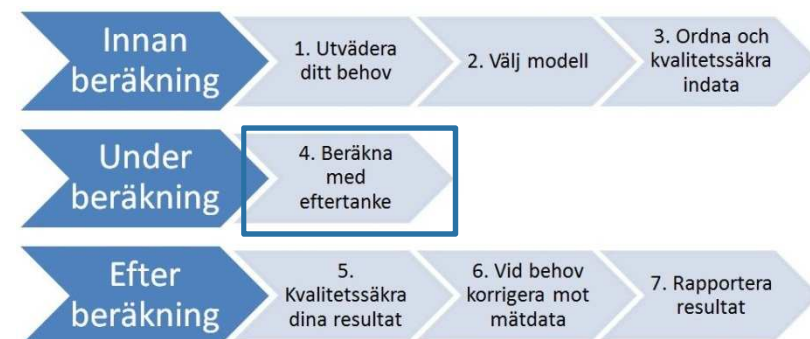 Innan
beräkning
1. Utvädera
ditt behov
2. Välj modell
3. Ordna och
kvalitetssäkra
indata
Under
beräkning
4. Beräkna
med
eftertanke
Efter
beräkning
5.
Kvalitetssäkra
dina resultat
6. Vid behov
korrigera mot
mätdata
7. Rapportera
resultat